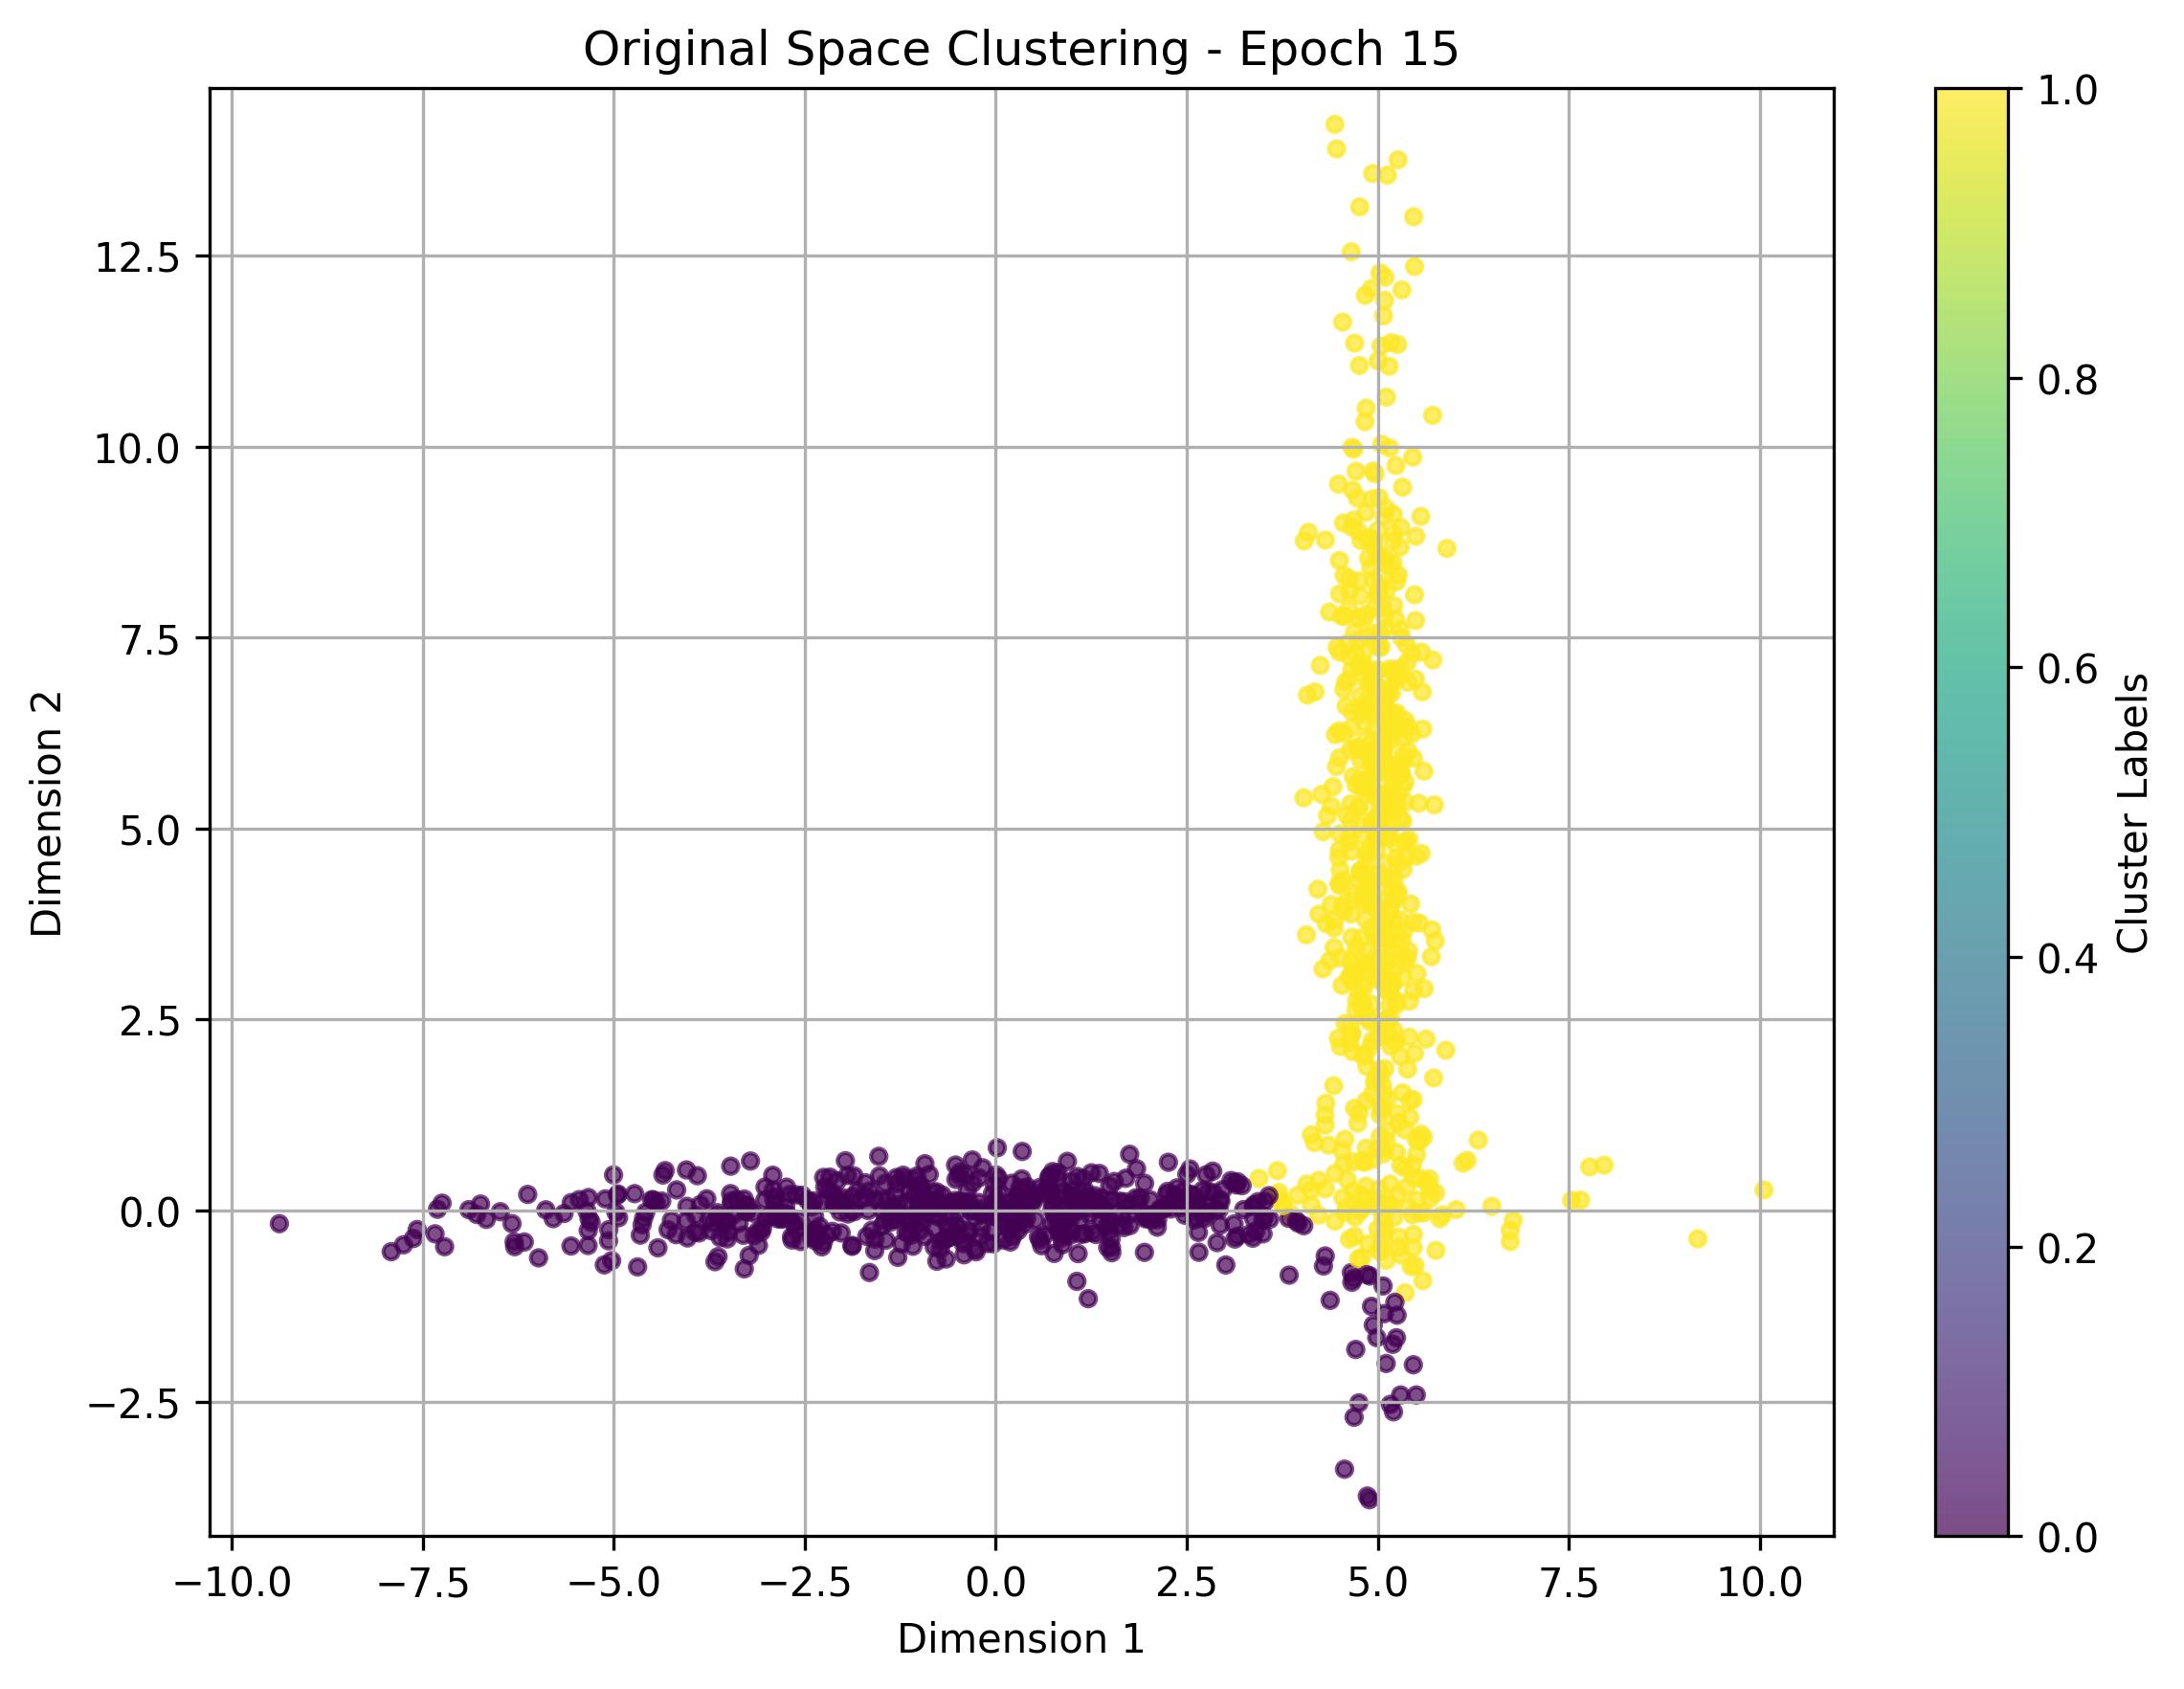 Original Space Clustering - Epoch 15
12.5
10.0
7.5
5.0
2.5
0.0
−2.5
Dimension 2
−10.0 −7.5 −5.0 −2.5 0.0 2.5 5.0 7.5 10.0
Dimension 1
1.0
0.8
0.6
0.4
0.2
0.0
Cluster Labels